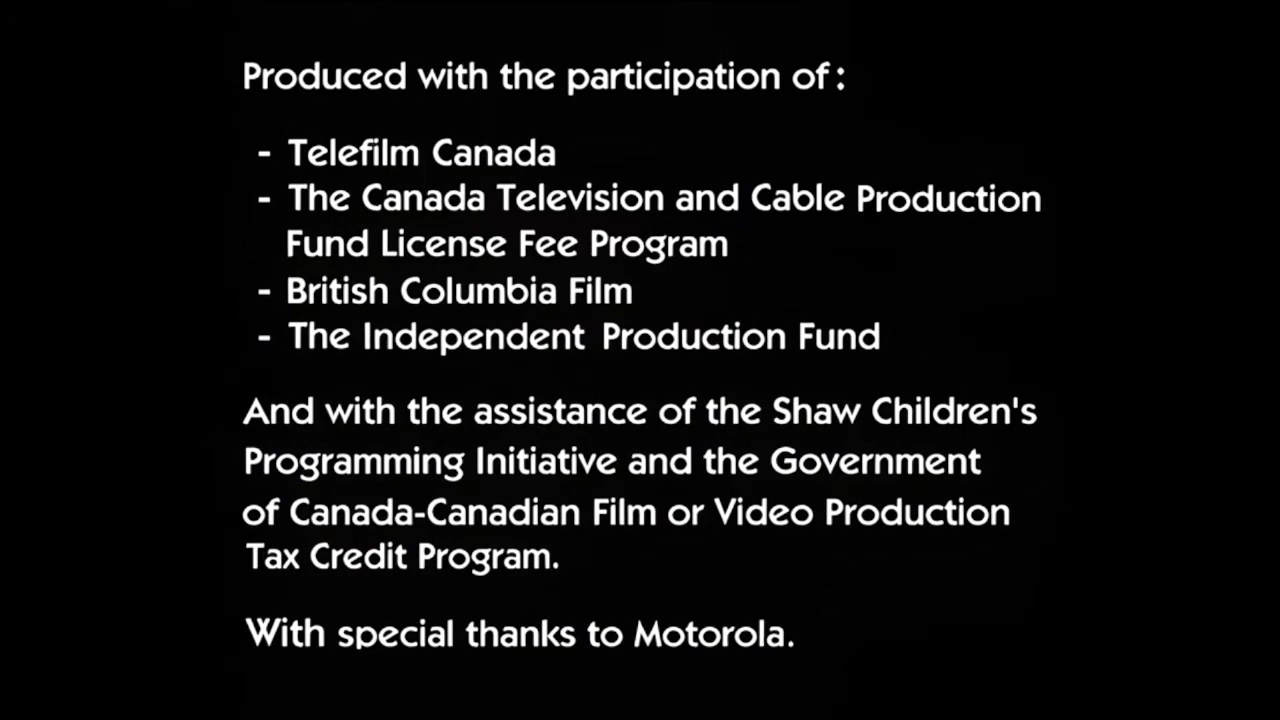 Produced with the participation of:
- Telefilm Canada
- The Canada Television and Cable Production
Fund License Fee Program
- British Columbia Film
- The Independent Production Fund
And with the assistance of the Shaw Children's
Programming Initiative and the Government
of Canada-Canadian Film or Video Production
Tax Credit Program.
With special thanks to Motorola.